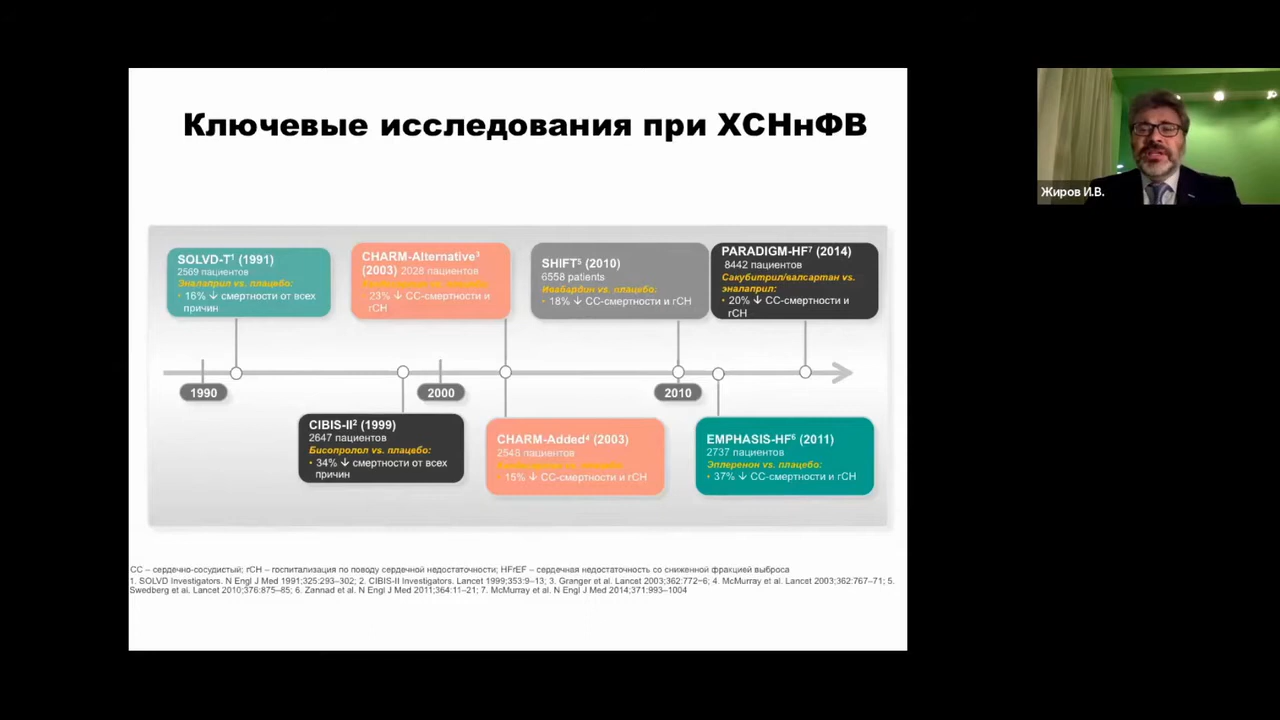 Ключевые исследования при ХСНнФВ
Жиров И.В.
SOLVD-T¹ (1991)
2569 пациентов
Эналаприл vs. плацебо:
• 16% ↓ смертности от всех
причин
CHARM-Alternative³
(2003) 2028 пациентов
23% ↓ СС-смертности и
гСН
SHIFT⁵ (2010)
6558 patients
Ивабардин vs. плацебо:
• 18% ↓ СС-смертности и гСН
PARADIGM-HF⁷ (2014)
8442 пациентов
Сакубитрил/валсартан vs.
эналаприл:
• 20% ↓ СС-смертности и
гСН
1990
2000
2010
CIBIS-II² (1999)
2647 пациентов
Бисопролол vs. плацебо:
• 34% ↓ смертности от всех
причин
CHARM-Added⁴ (2003)
2548 пациентов
• 15% ↓ СС-смертности и гСН
EMPHASIS-HF⁶ (2011)
2737 пациентов
Эплеренон vs. плацебо:
• 37% ↓ СС-смертности и гСН
СС – сердечно-сосудистый; гСН – госпитализация по поводу сердечной недостаточности; HFrEF – сердечная недостаточность со сниженной фракцией выброса
1. SOLVD Investigators. N Engl J Med 1991;325:293–302; 2. CIBIS-II Investigators. Lancet 1999;353:9–13; 3. Granger et al. Lancet 2003;362:772–6; 4. McMurray et al. Lancet 2003;362:767–71; 5.
Swedberg et al. Lancet 2010;376:875–85; 6. Zannad et al. N Engl J Med 2011;364:11–21; 7. McMurray et al. N Engl J Med 2014;371:993–1004